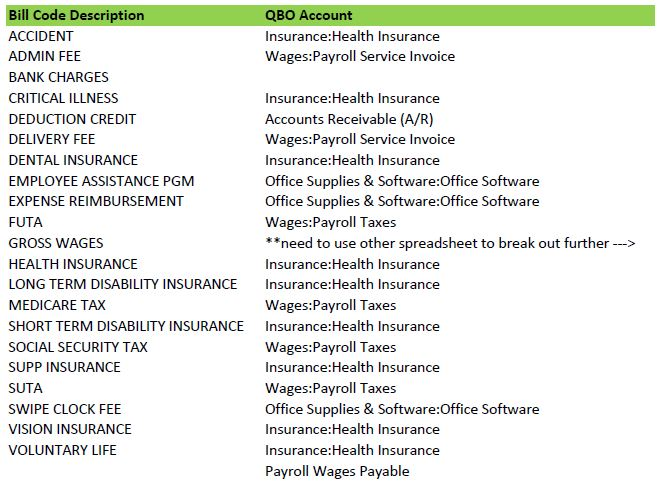 Bill Code Description QBO Account
ACCIDENT Insurance:Health Insurance
ADMIN FEE Wages:Payroll Service Invoice
BANK CHARGES
CRITICAL ILLNESS Insurance:Health Insurance
DEDUCTION CREDIT Accounts Receivable (A/R)
DELIVERY FEE Wages:Payroll Service Invoice
DENTAL INSURANCE Insurance:Health Insurance
EMPLOYEE ASSISTANCE PGM Office Supplies & Software:Office Software
EXPENSE REIMBURSEMENT Office Supplies & Software:Office Software
FUTA Wages:Payroll Taxes
GROSS WAGES **need to use other spreadsheet to break out further --->
HEALTH INSURANCE Insurance:Health Insurance
LONG TERM DISABILITY INSURANCE Insurance:Health Insurance
MEDICARE TAX Wages:Payroll Taxes
SHORT TERM DISABILITY INSURANCE Insurance:Health Insurance
SOCIAL SECURITY TAX Wages:Payroll Taxes
SUPP INSURANCE Insurance:Health Insurance
SUTA Wages:Payroll Taxes
SWIPE CLOCK FEE Office Supplies & Software:Office Software
VISION INSURANCE Insurance:Health Insurance
VOLUNTARY LIFE Insurance:Health Insurance
Payroll Wages Payable